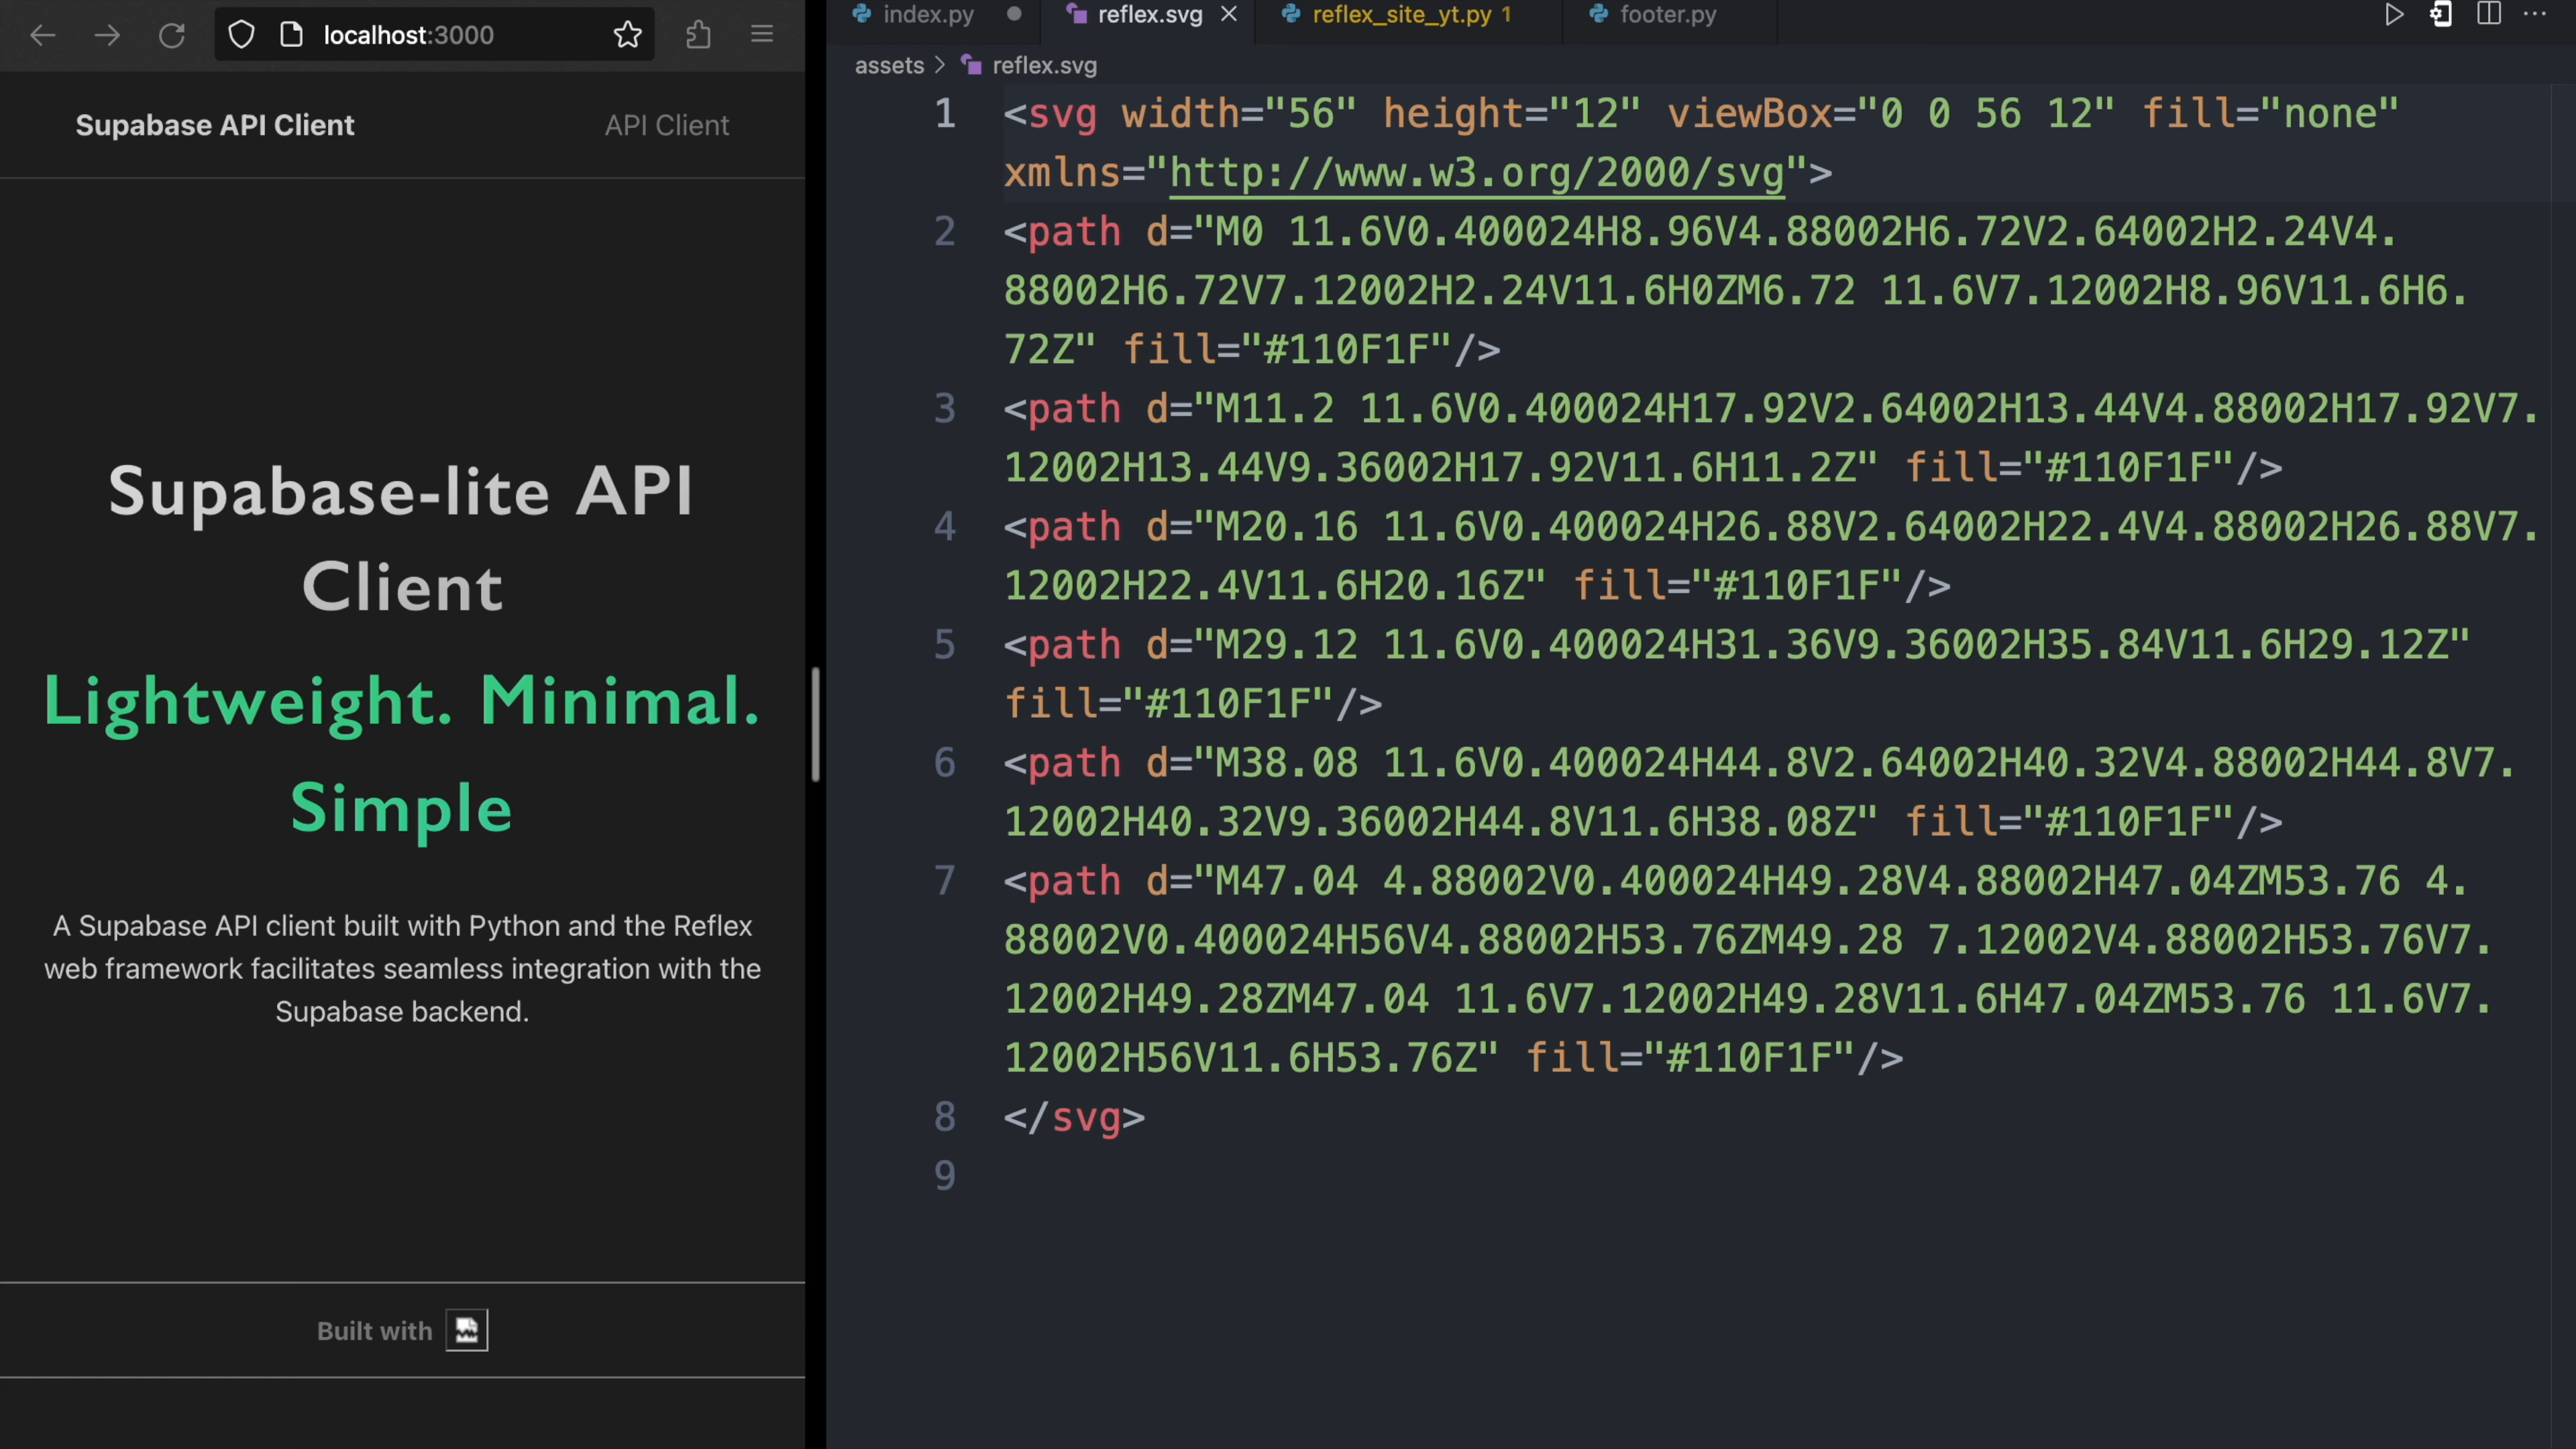 localhost:3000
Supabase API Client
API Client
Supabase-lite API
Client
Lightweight. Minimal.
Simple
A Supabase API client built with Python and the Reflex
web framework facilitates seamless integration with the
Supabase backend.
Built with
index.py
reflex.svg
reflex_site_yt.py 1
footer.py
assets > reflex.svg
1 <svg width="56" height="12" viewBox="0 0 56 12" fill="none"
xmlns="http://www.w3.org/2000/svg">
2 <path d="M0 11.6V0.400024H8.96V4.88002H6.72V2.64002H2.24V4.
88002H6.72V7.12002H2.24V11.6H0ZM6.72 11.6V7.12002H8.96V11.6H6.
72Z" fill="#110F1F"/>
3 <path d="M11.2 11.6V0.400024H17.92V2.64002H13.44V4.88002H17.92V7.
12002H13.44V9.36002H17.92V11.6H11.2Z" fill="#110F1F"/>
4 <path d="M20.16 11.6V0.400024H26.88V2.64002H22.4V4.88002H26.88V7.
12002H22.4V11.6H20.16Z" fill="#110F1F"/>
5 <path d="M29.12 11.6V0.400024H31.36V9.36002H35.84V11.6H29.12Z"
fill="#110F1F"/>
6 <path d="M38.08 11.6V0.400024H44.8V2.64002H40.32V4.88002H44.8V7.
12002H40.32V9.36002H44.8V11.6H38.08Z" fill="#110F1F"/>
7 <path d="M47.04 4.88002V0.400024H49.28V4.88002H47.04ZM53.76 4.
88002V0.400024H56V4.88002H53.76ZM49.28 7.12002V4.88002H53.76V7.
12002H49.28ZM47.04 11.6V7.12002H49.28V11.6H47.04ZM53.76 11.6V7.
12002H56V11.6H53.76Z" fill="#110F1F"/>
8 </svg>
9